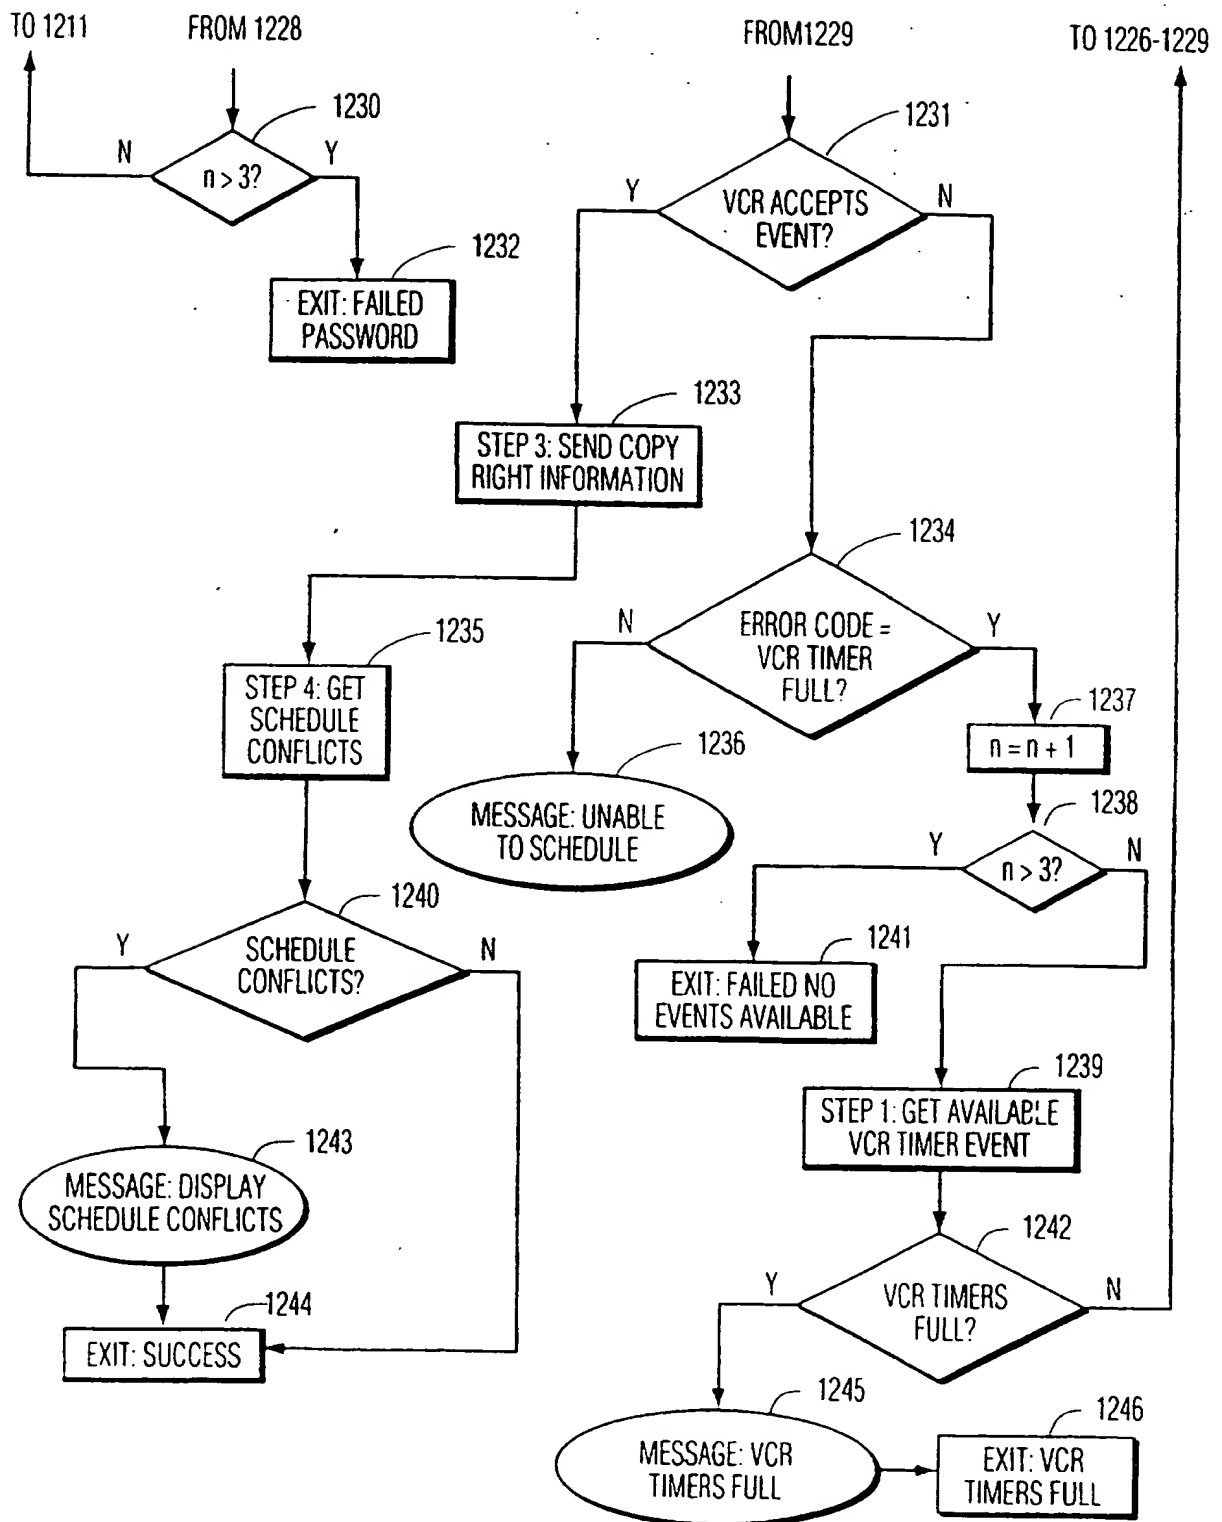 TO 1211
FROM 1228
FROM1229
TO 1226-1229
1230
N
n > 3?
Y
1231
Y
VCR ACCEPTS
EVENT?
N
1232
EXIT: FAILED
PASSWORD
1233
STEP 3: SEND COPY
RIGHT INFORMATION
1234
N
ERROR CODE =
VCR TIMER
FULL?
Y
1235
STEP 4: GET
SCHEDULE
CONFLICTS
1236
MESSAGE: UNABLE
TO SCHEDULE
1237
n = n + 1
1238
Y
n > 3?
N
1240
Y
SCHEDULE
CONFLICTS?
N
1241
EXIT: FAILED NO
EVENTS AVAILABLE
1239
STEP 1: GET AVAILABLE
VCR TIMER EVENT
1243
MESSAGE: DISPLAY
SCHEDULE CONFLICTS
1242
Y
VCR TIMERS
FULL?
N
1244
EXIT: SUCCESS
1245
MESSAGE: VCR
TIMERS FULL
1246
EXIT: VCR
TIMERS FULL